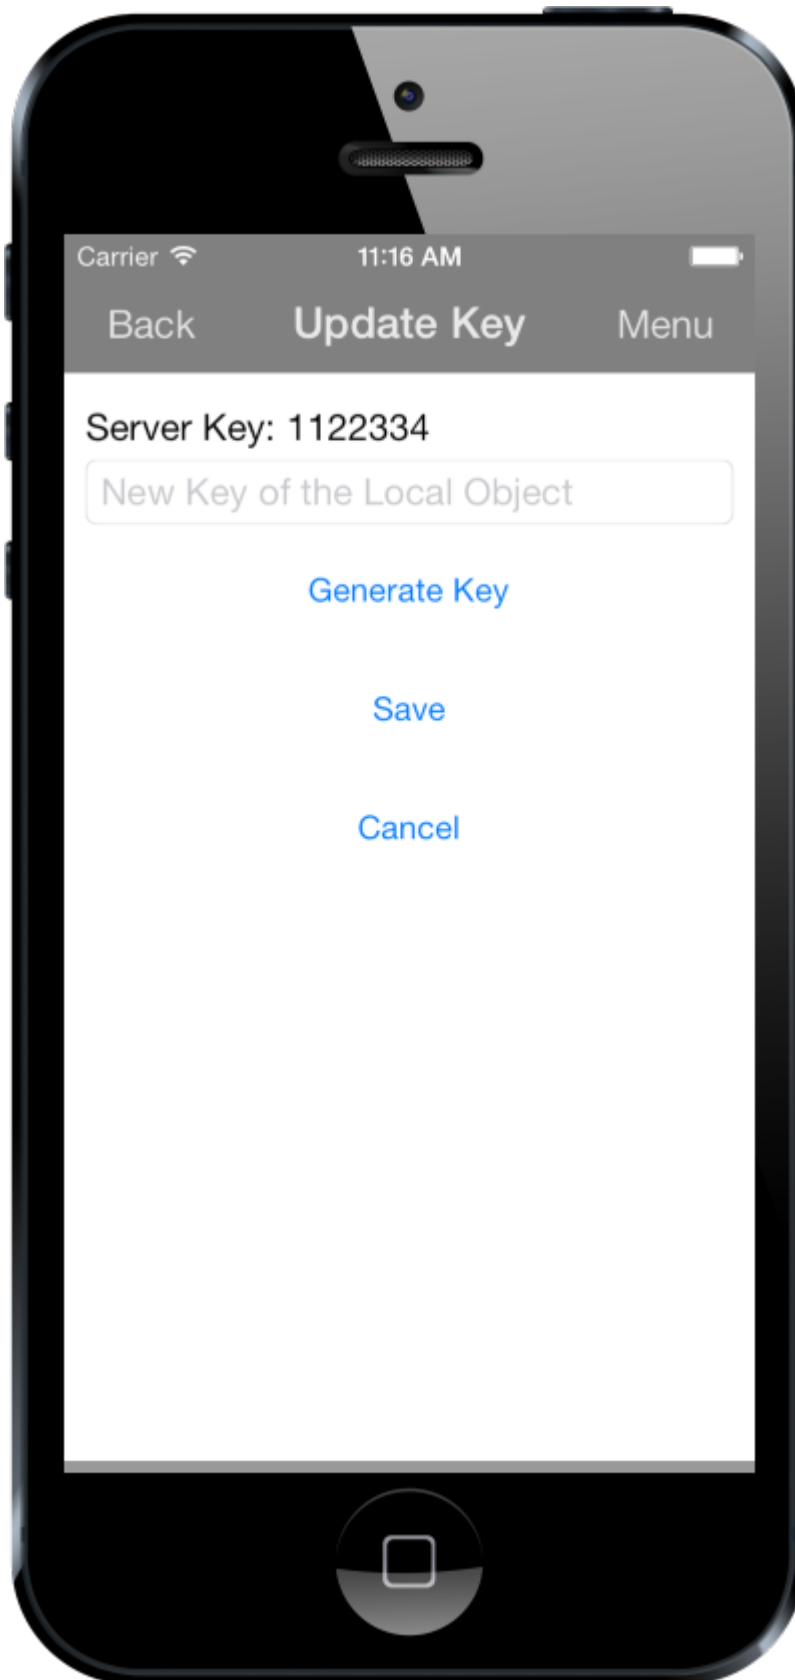 Carrier 11:16 AM
Back Update Key Menu
Server Key: 1122334
New Key of the Local Object
Generate Key
Save
Cancel